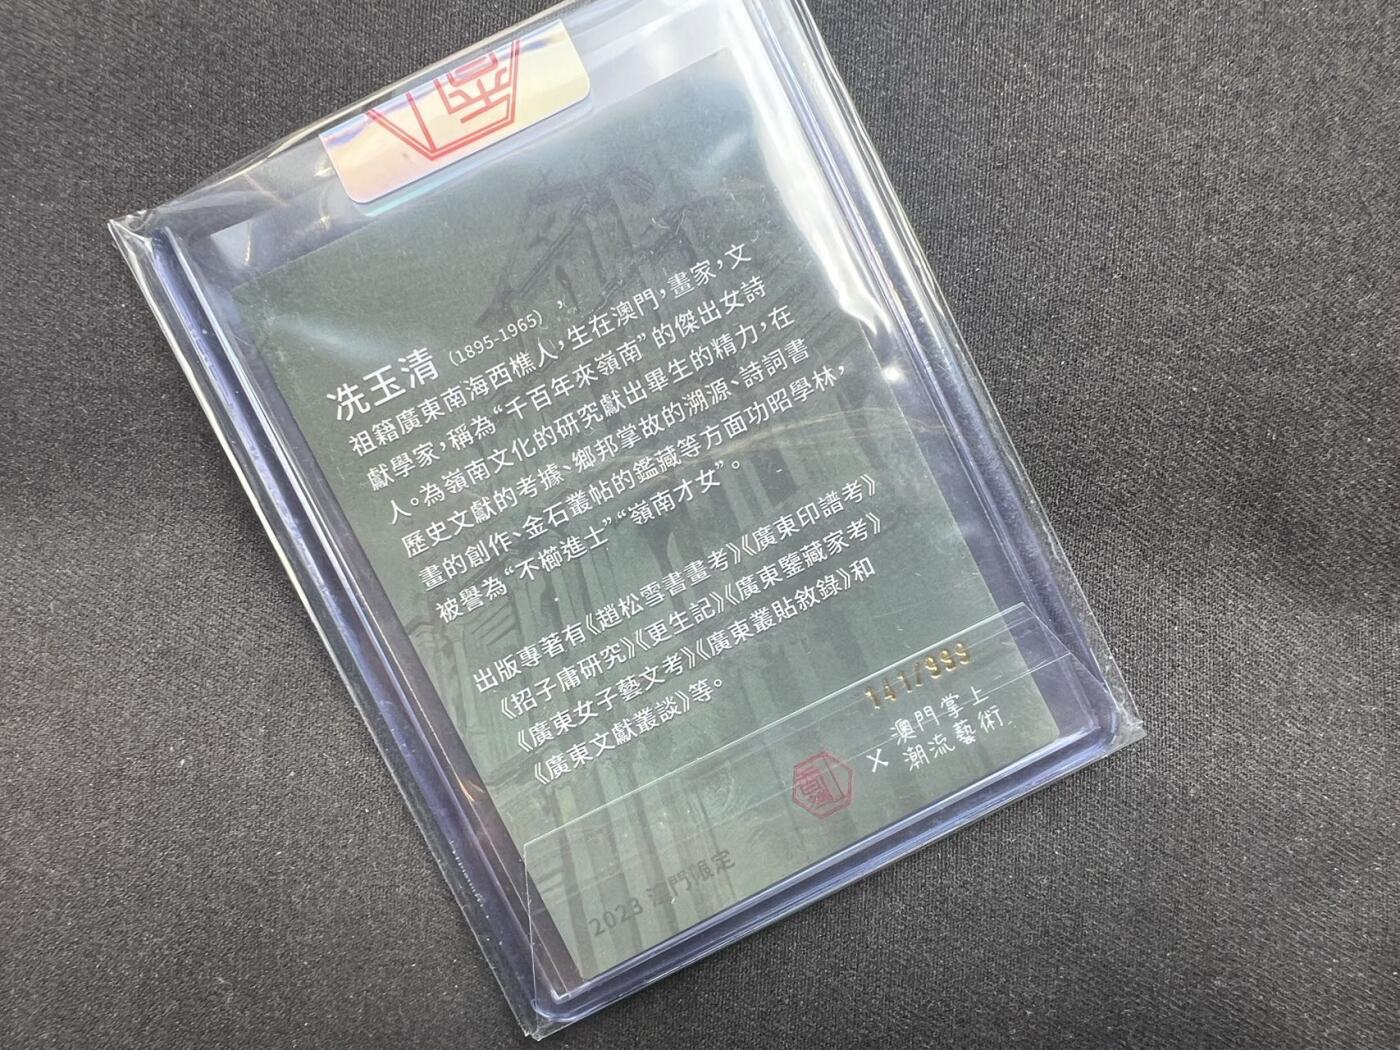 冼玉清 (1895-1965) ,
祖籍廣東南海西樵人,生在澳門,畫家,文
獻學家,稱為“千百年來嶺南”的傑出女詩
人。為嶺南文化的研究獻出畢生的精力,在
歷史文獻的考據、鄉邦掌故的溯源、詩詞書
畫的創作、金石叢帖的鑑藏等方面功昭學林,
被譽為“不櫛進士”“嶺南才女”。
出版專著有《趙松雪書畫考》《廣東印譜考》
《招子庸研究》《更生記》《廣東鑒藏家考》
《廣東女子藝文考》《廣東叢貼敘錄》和
《廣東文獻叢談》等。
141/999
× 澳門掌上
潮流藝術
2023 澳門限定